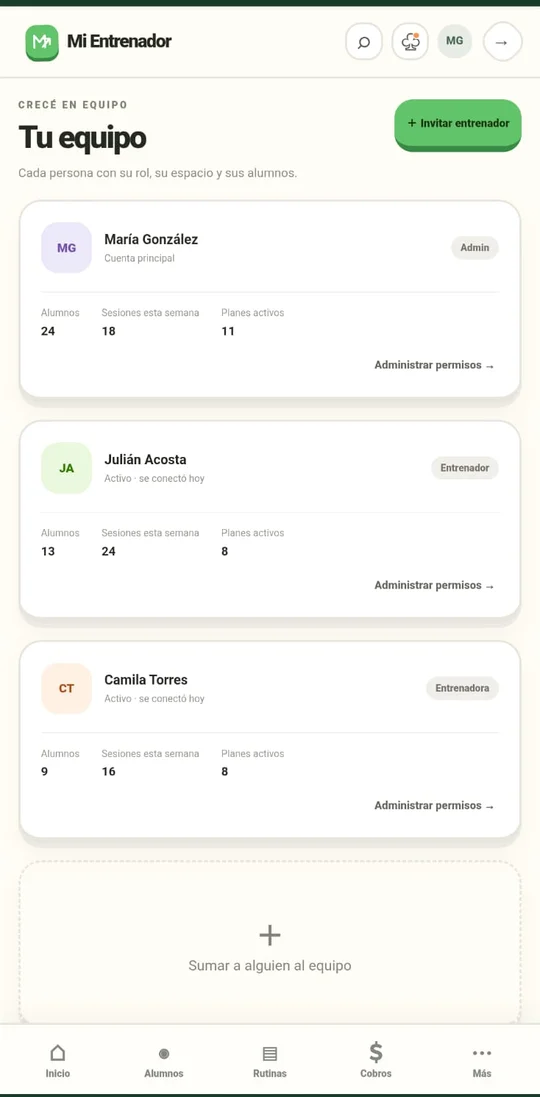 Mi Entrenador
MG
→
CRECÉ EN EQUIPO
Tu equipo
+ Invitar entrenador
Cada persona con su rol, su espacio y sus alumnos.
MG
María González
Cuenta principal
Admin
Alumnos
Sesiones esta semana
Planes activos
24
18
11
Administrar permisos →
JA
Julián Acosta
Activo · se conectó hoy
Entrenador
Alumnos
Sesiones esta semana
Planes activos
13
24
8
Administrar permisos →
CT
Camila Torres
Activo · se conectó hoy
Entrenadora
Alumnos
Sesiones esta semana
Planes activos
9
16
8
Administrar permisos →
+
Sumar a alguien al equipo
Inicio
Alumnos
Rutinas
$
Cobros
Más